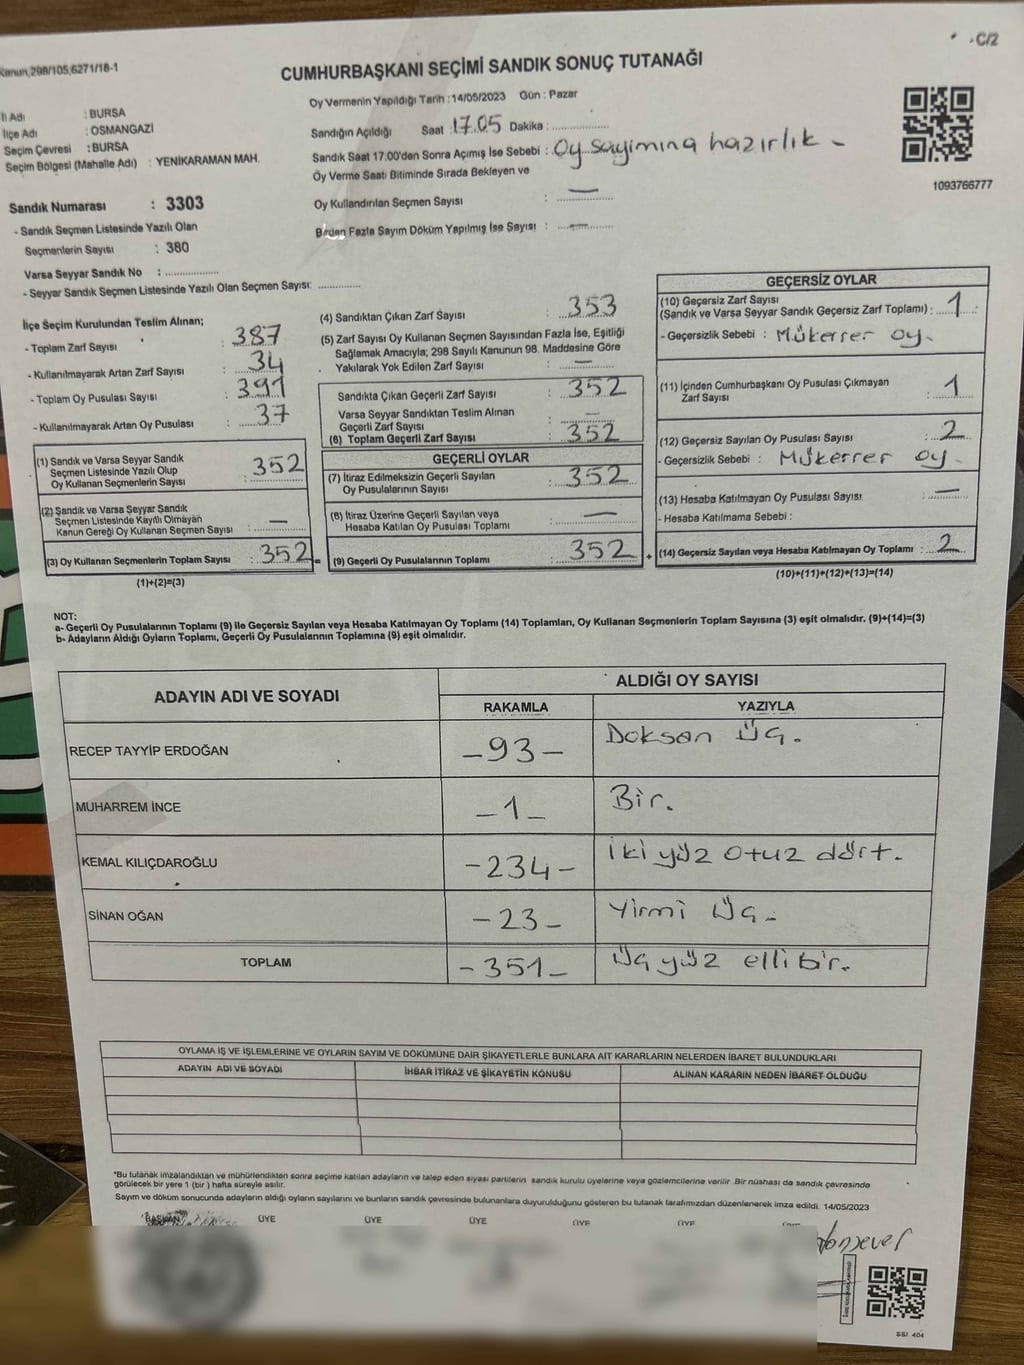 Kanun,298/105,6271/18-1
- C/2
CUMHURBAŞKANI SEÇİMİ SANDIK SONUÇ TUTANAĞI
İl Adı : BURSA
İlçe Adı : OSMANGAZİ
Seçim Çevresi : BURSA
Seçim Bölgesi (Mahalle Adı) : YENİKARAMAN MAH.
Oy Vermenin Yapıldığı Tarih : 14/05/2023 Gün : Pazar
Sandığın Açıldığı Saat : 17.05 Dakika :
Sandık Saat 17:00'den Sonra Açımış İse Sebebi : Oy sayımına hazırlık -
Oy Verme Saati Bitiminde Sırada Bekleyen ve
Oy Kullandırılan Seçmen Sayısı : —
Birden Fazla Sayım Döküm Yapılmış İse Sayısı : —
1093766777
Sandık Numarası : 3303
- Sandık Seçmen Listesinde Yazılı Olan
Seçmenlerin Sayısı : 380
Varsa Seyyar Sandık No :
- Seyyar Sandık Seçmen Listesinde Yazılı Olan Seçmen Sayısı:
İlçe Seçim Kurulundan Teslim Alınan;
- Toplam Zarf Sayısı : 387
- Kullanılmayarak Artan Zarf Sayısı : 34
- Toplam Oy Pusulası Sayısı : 391
- Kullanılmayarak Artan Oy Pusulası : 37
(1) Sandık ve Varsa Seyyar Sandık
Seçmen Listesinde Yazılı Olup
Oy Kullanan Seçmenlerin Sayısı : 352
(2) Sandık ve Varsa Seyyar Sandık
Seçmen Listesinde Kayıtlı Olmayan
Kanun Gereği Oy Kullanan Seçmen Sayısı : —
(3) Oy Kullanan Seçmenlerin Toplam Sayısı : 352 =
(1)+(2)=(3)
(4) Sandıktan Çıkan Zarf Sayısı : 353
(5) Zarf Sayısı Oy Kullanan Seçmen Sayısından Fazla İse, Eşitliği
Sağlamak Amacıyla; 298 Sayılı Kanunun 98. Maddesine Göre
Yakılarak Yok Edilen Zarf Sayısı : —
Sandıkta Çıkan Geçerli Zarf Sayısı : 352
Varsa Seyyar Sandıktan Teslim Alınan
Geçerli Zarf Sayısı : —
(6) Toplam Geçerli Zarf Sayısı : 352
GEÇERLİ OYLAR
(7) İtiraz Edilmeksizin Geçerli Sayılan
Oy Pusulalarının Sayısı : 352
(8) İtiraz Üzerine Geçerli Sayılan veya
Hesaba Katılan Oy Pusulası Toplamı : —
(9) Geçerli Oy Pusulalarının Toplamı : 352 +
GEÇERSİZ OYLAR
(10) Geçersiz Zarf Sayısı
(Sandık ve Varsa Seyyar Sandık Geçersiz Zarf Toplamı) : 1
- Geçersizlik Sebebi : Mükerrer oy.
(11) İçinden Cumhurbaşkanı Oy Pusulası Çıkmayan
Zarf Sayısı : 1
(12) Geçersiz Sayılan Oy Pusulası Sayısı : 2
- Geçersizlik Sebebi : Mükerrer oy.
(13) Hesaba Katılmayan Oy Pusulası Sayısı : —
- Hesaba Katılmama Sebebi :
(14) Geçersiz Sayılan veya Hesaba Katılmayan Oy Toplamı : 2
(10)+(11)+(12)+(13)=(14)
NOT:
a- Geçerli Oy Pusulalarının Toplamı (9) ile Geçersiz Sayılan veya Hesaba Katılmayan Oy Toplamı (14) Toplamları, Oy Kullanan Seçmenlerin Toplam Sayısına (3) eşit olmalıdır. (9)+(14)=(3)
b- Adayların Aldığı Oyların Toplamı, Geçerli Oy Pusulalarının Toplamına (9) eşit olmalıdır.
ADAYIN ADI VE SOYADI ALDIĞI OY SAYISI
RAKAMLA YAZIYLA
RECEP TAYYİP ERDOĞAN -93- Doksan üç.
MUHARREM İNCE -1- Bir.
KEMAL KILIÇDAROĞLU -234- İki yüz otuz dört.
SİNAN OĞAN -23- Yirmi üç-
TOPLAM -351- Üç yüz elli bir.
OYLAMA İŞ VE İŞLEMLERİNE VE OYLARIN SAYIM VE DÖKÜMÜNE DAİR ŞİKAYETLERLE BUNLARA AİT KARARLARIN NELERDEN İBARET BULUNDUKLARI
ADAYIN ADI VE SOYADI İHBAR İTİRAZ VE ŞİKAYETİN KONUSU ALINAN KARARIN NEDEN İBARET OLDUĞU
*Bu tutanak imzalandıktan ve mühürlendikten sonra seçime katılan adayların ve talep eden siyasi partilerin sandık kurulu üyelerine veya gözlemcilerine verilir. Bir nüshası da sandık çevresinde
görülecek bir yere 1 (bir) hafta süreyle asılır.
Sayım ve döküm sonucunda adayların aldığı oyların sayılarını ve bunların sandık çevresinde bulunanlara duyurulduğunu gösteren bu tutanak tarafımızdan düzenlenerek imza edildi. 14/05/2023
BAŞKAN ÜYE ÜYE ÜYE ÜYE ÜYE
SSI 404